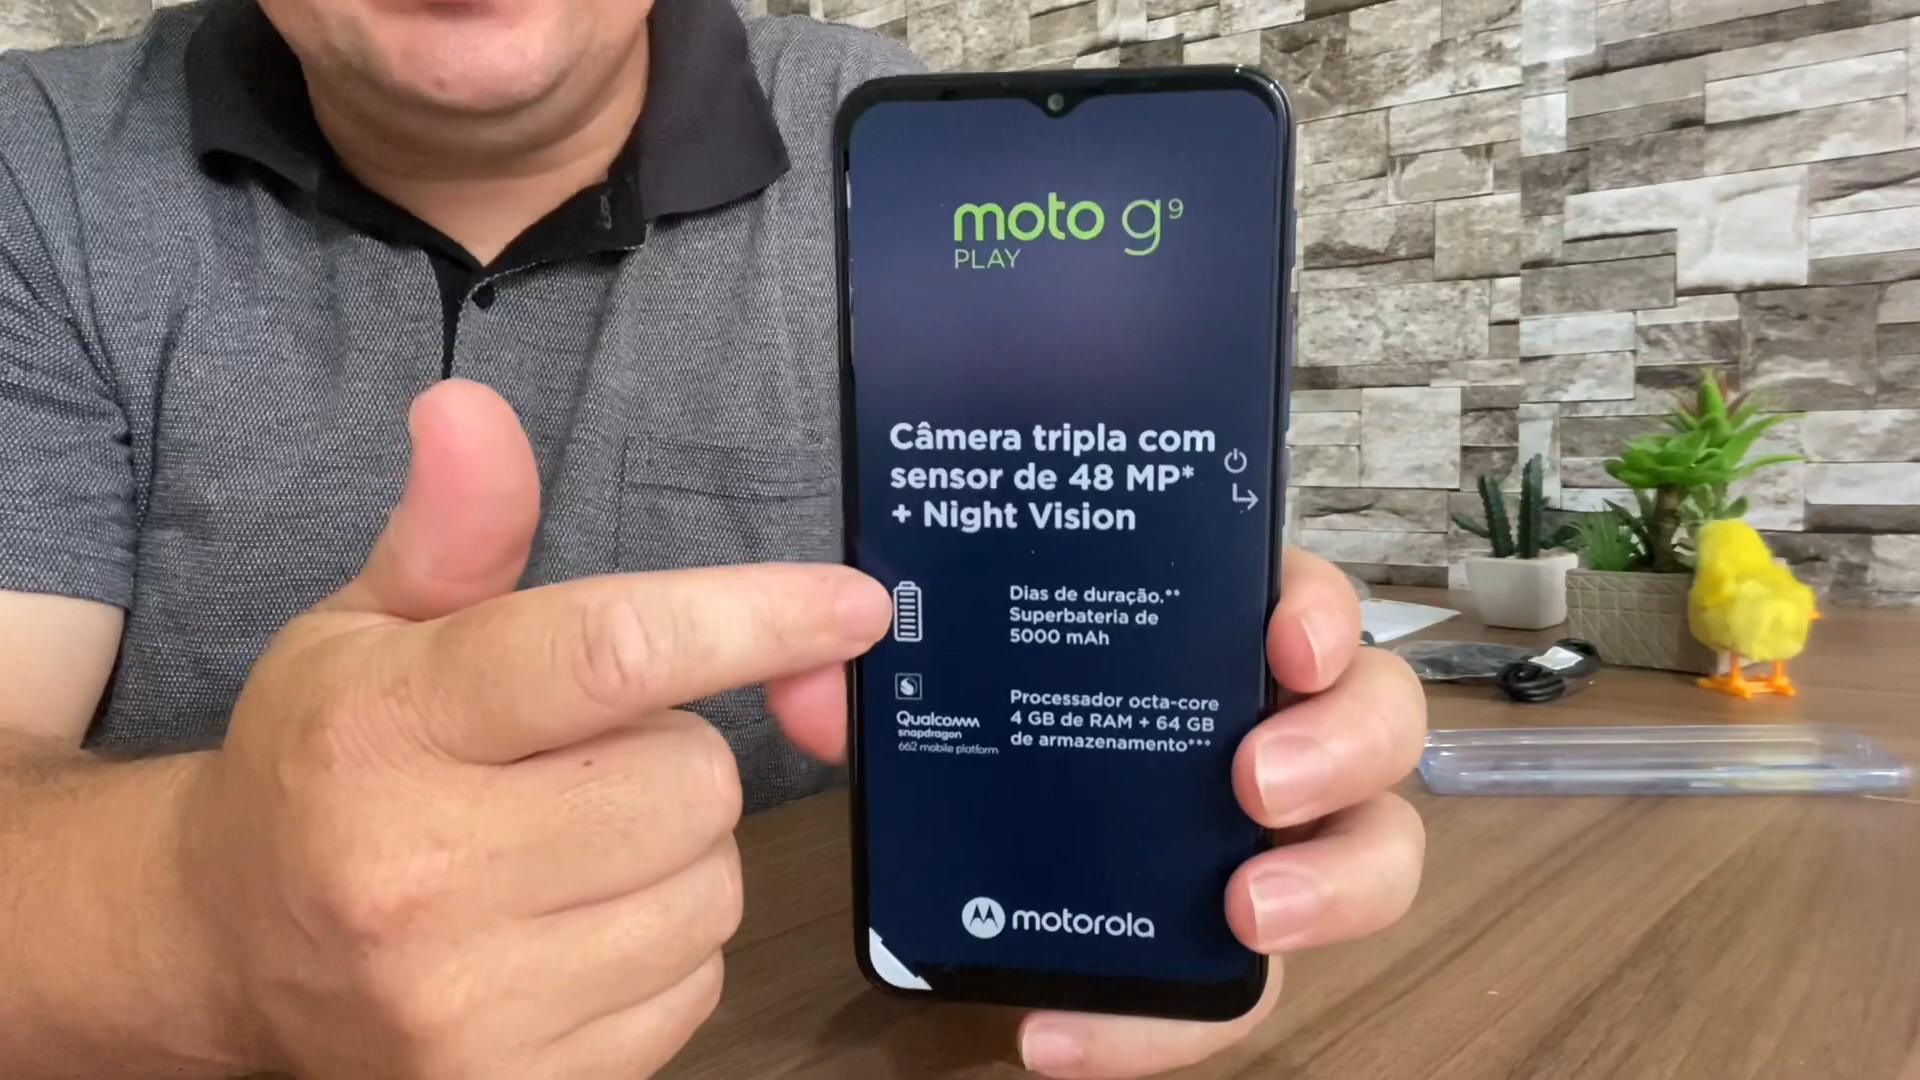 moto g⁹
PLAY
Câmera tripla com
sensor de 48 MP*
+ Night Vision
Dias de duração.**
Superbateria de
5000 mAh
Qualcomm
snapdragon
662 mobile platform
Processador octa-core
4 GB de RAM + 64 GB
de armazenamento***
motorola